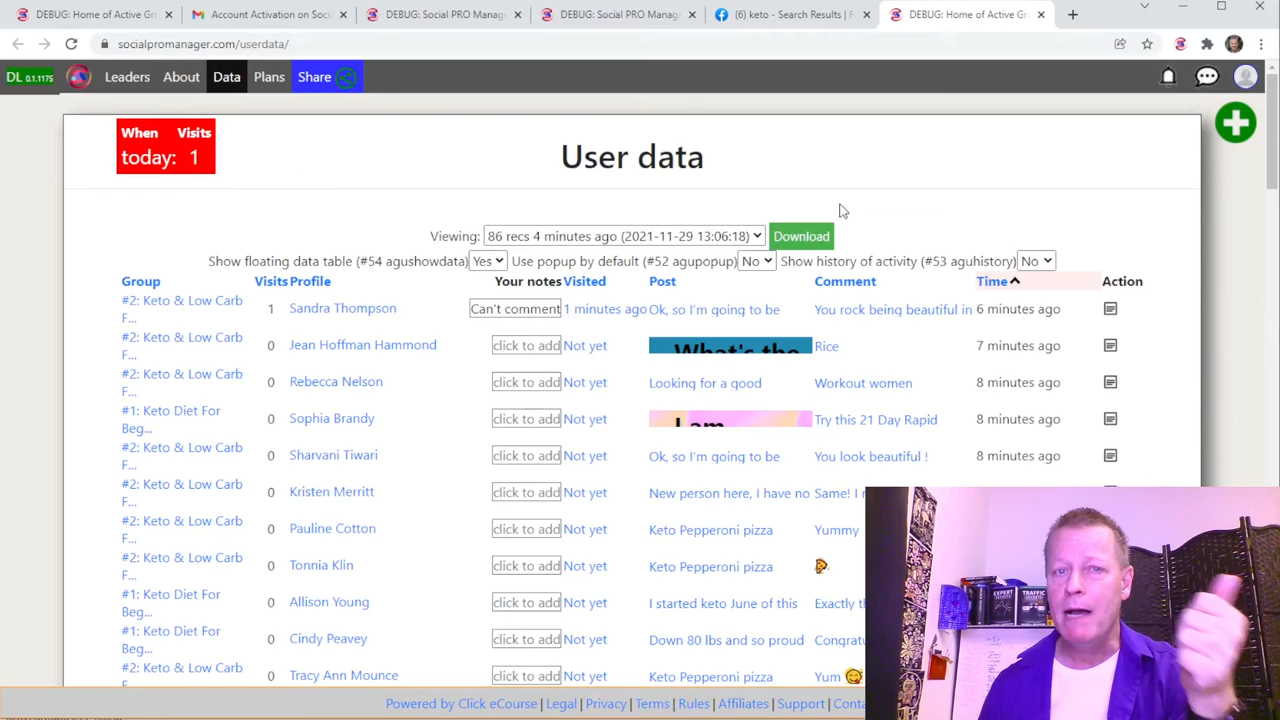 DEBUG: Home of Active Gr
Account Activation on Soci
DEBUG: Social PRO Manage
DEBUG: Social PRO Manag
(6) keto - Search Results | F
DEBUG: Home of Active Gr
socialpromanager.com/userdata/
DL 0.1.1175 Leaders About Data Plans Share
When Visits
today: 1
User data
Viewing: 86 recs 4 minutes ago (2021-11-29 13:06:18) Download
Show floating data table (#54 agushowdata) Yes Use popup by default (#52 agupopup) No Show history of activity (#53 aguhistory) No
Group Visits Profile Your notes Visited Post Comment Time Action
#2: Keto & Low Carb F... 1 Sandra Thompson Can't comment 1 minutes ago Ok, so I'm going to be You rock being beautiful in 6 minutes ago
#2: Keto & Low Carb F... 0 Jean Hoffman Hammond click to add Not yet What's the Rice 7 minutes ago
#2: Keto & Low Carb F... 0 Rebecca Nelson click to add Not yet Looking for a good Workout women 8 minutes ago
#1: Keto Diet For Beg... 0 Sophia Brandy click to add Not yet I am Try this 21 Day Rapid 8 minutes ago
#2: Keto & Low Carb F... 0 Sharvani Tiwari click to add Not yet Ok, so I'm going to be You look beautiful ! 8 minutes ago
#2: Keto & Low Carb F... 0 Kristen Merritt click to add Not yet New person here, I have no Same! I
#2: Keto & Low Carb F... 0 Pauline Cotton click to add Not yet Keto Pepperoni pizza Yummy
#2: Keto & Low Carb F... 0 Tonnia Klin click to add Not yet Keto Pepperoni pizza
#1: Keto Diet For Beg... 0 Allison Young click to add Not yet I started keto June of this Exactly
#1: Keto Diet For Beg... 0 Cindy Peavey click to add Not yet Down 80 lbs and so proud Congrat
#2: Keto & Low Carb F... 0 Tracy Ann Mounce click to add Not yet Keto Pepperoni pizza Yum
EXPERT SECRETS
TRAFFIC SECRETS
Powered by Click eCourse | Legal | Privacy | Terms | Rules | Affiliates | Support | Conta